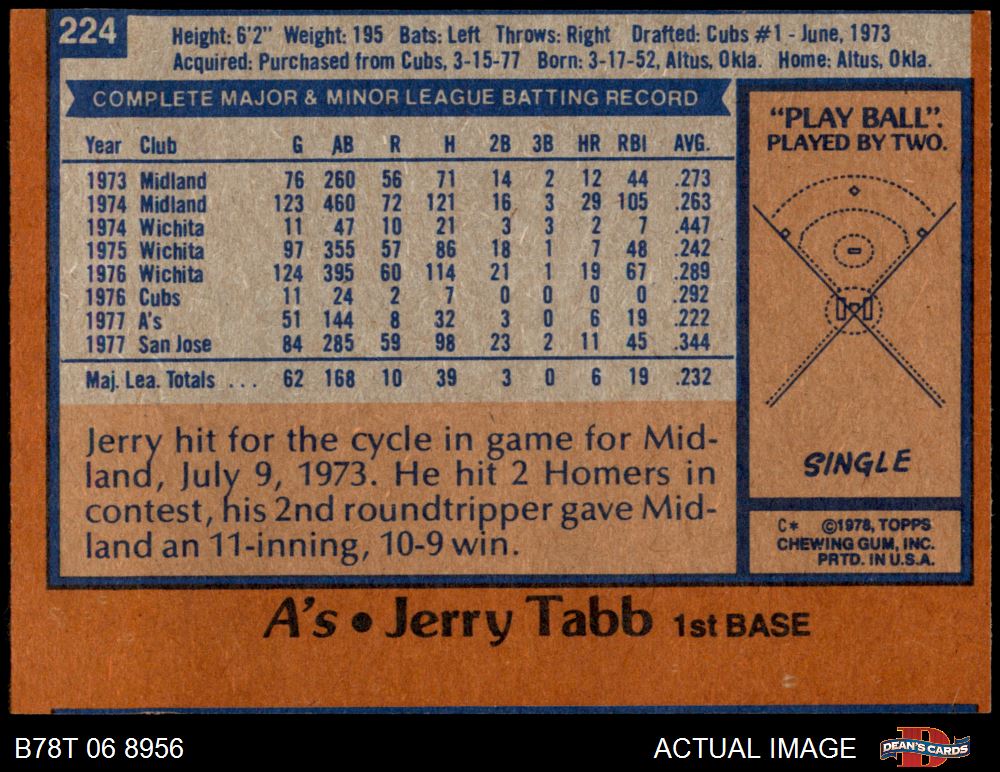 224
Height: 6'2" Weight: 195 Bats: Left Throws: Right Drafted: Cubs #1 - June, 1973
Acquired: Purchased from Cubs, 3-15-77 Born: 3-17-52, Altus, Okla. Home: Altus, Okla.
COMPLETE MAJOR & MINOR LEAGUE BATTING RECORD
Year Club G AB R H 2B 3B HR RBI AVG.
1973 Midland 76 260 56 71 14 2 12 44 .273
1974 Midland 123 460 72 121 16 3 29 105 .263
1974 Wichita 11 47 10 21 3 3 2 7 .447
1975 Wichita 97 355 57 86 18 1 7 48 .242
1976 Wichita 124 395 60 114 21 1 19 67 .289
1976 Cubs 11 24 2 7 0 0 0 0 .292
1977 A's 51 144 8 32 3 0 6 19 .222
1977 San Jose 84 285 59 98 23 2 11 45 .344
Maj. Lea. Totals ... 62 168 10 39 3 0 6 19 .232
Jerry hit for the cycle in game for Mid-
land, July 9, 1973. He hit 2 Homers in
contest, his 2nd roundtripper gave Mid-
land an 11-inning, 10-9 win.
"PLAY BALL".
PLAYED BY TWO.
SINGLE
C* ©1978, TOPPS
CHEWING GUM, INC.
PRTD. IN U.S.A.
A's • Jerry Tabb 1st BASE
B78T 06 8956
ACTUAL IMAGE
D
DEAN'S CARDS